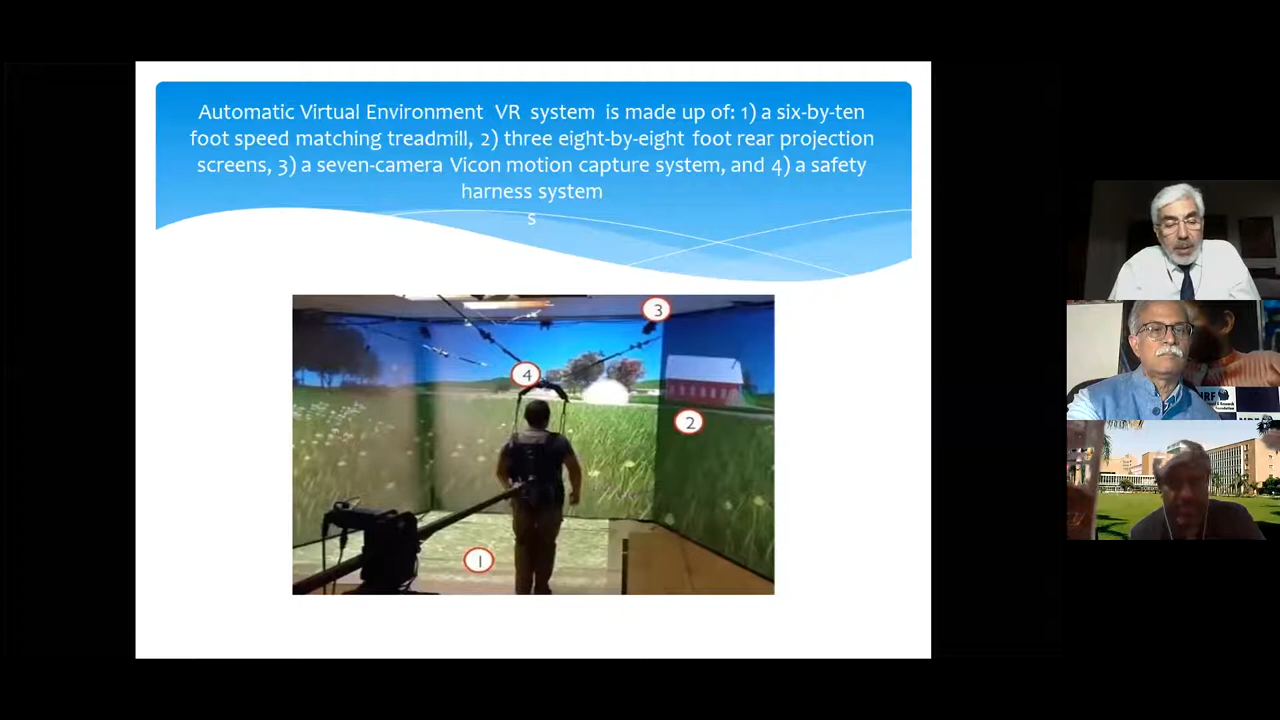 Automatic Virtual Environment VR system is made up of: 1) a six-by-ten
foot speed matching treadmill, 2) three eight-by-eight foot rear projection
screens, 3) a seven-camera Vicon motion capture system, and 4) a safety
harness system
s
3
4
2
1